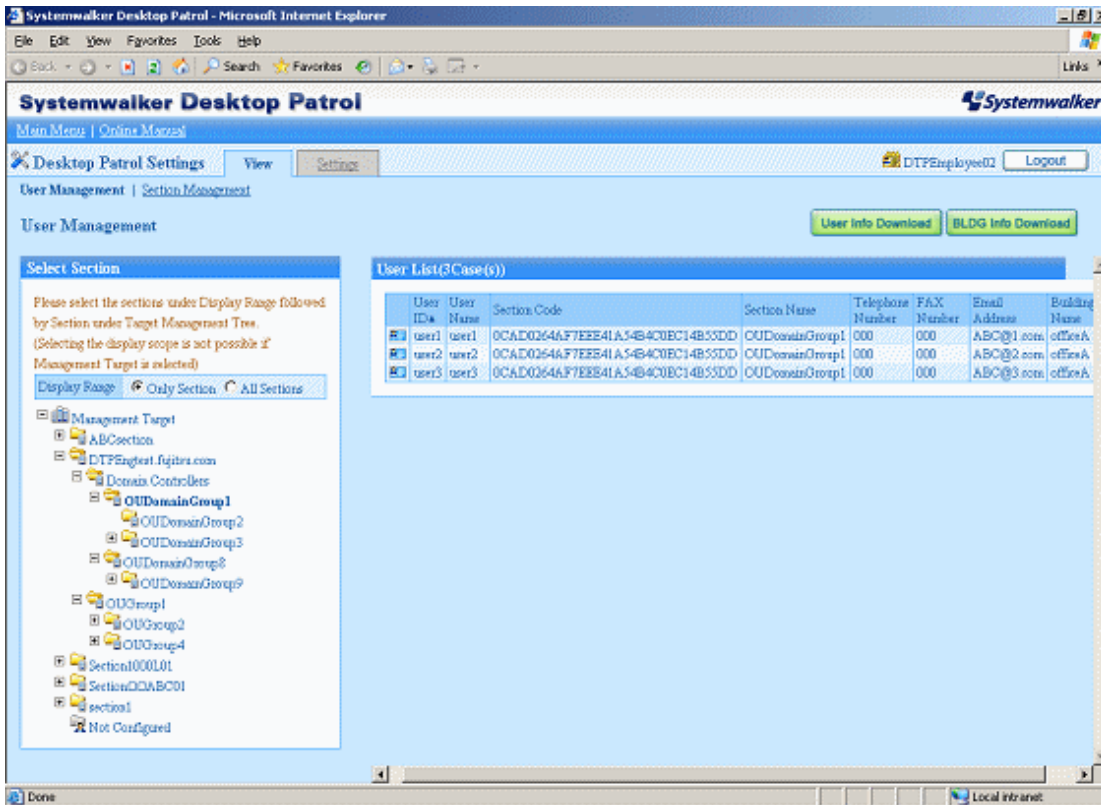 Systemwalker Desktop Patrol - Microsoft Internet Explorer
File Edit View Favorites Tools Help
Back Search Favorites Links
Systemwalker Desktop Patrol
Systemwalker
Main Menu | Online Manual
Desktop Patrol Settings View Settings DTPEmployee02 Logout
User Management | Section Management
User Management User Info Download BLDG Info Download
Select Section
Please select the sections under Display Range followed
by Section under Target Management Tree.
(Selecting the display scope is not possible if
Management Target is selected)
Display Range Only Section All Sections
Management Target
ABCsection
DTPEngtest.fujitsu.com
Domain Controllers
OUDomainGroup1
OUDomainGroup2
OUDomainGroup3
OUDomainGroup8
OUDomainGroup9
OUGroup1
OUGroup2
OUGroup4
Section1000L01
Section□□ABC01
section1
Not Configured
User List(3Case(s))
User ID▲ User Name Section Code Section Name Telephone Number FAX Number Email Address Building Name
user1 user1 0CAD0264AF7EEE41A54B4C0EC14B55DD OUDomainGroup1 000 000 ABC@1.com officeA
user2 user2 0CAD0264AF7EEE41A54B4C0EC14B55DD OUDomainGroup1 000 000 ABC@2.com officeA
user3 user3 0CAD0264AF7EEE41A54B4C0EC14B55DD OUDomainGroup1 000 000 ABC@3.com officeA
Done Local intranet